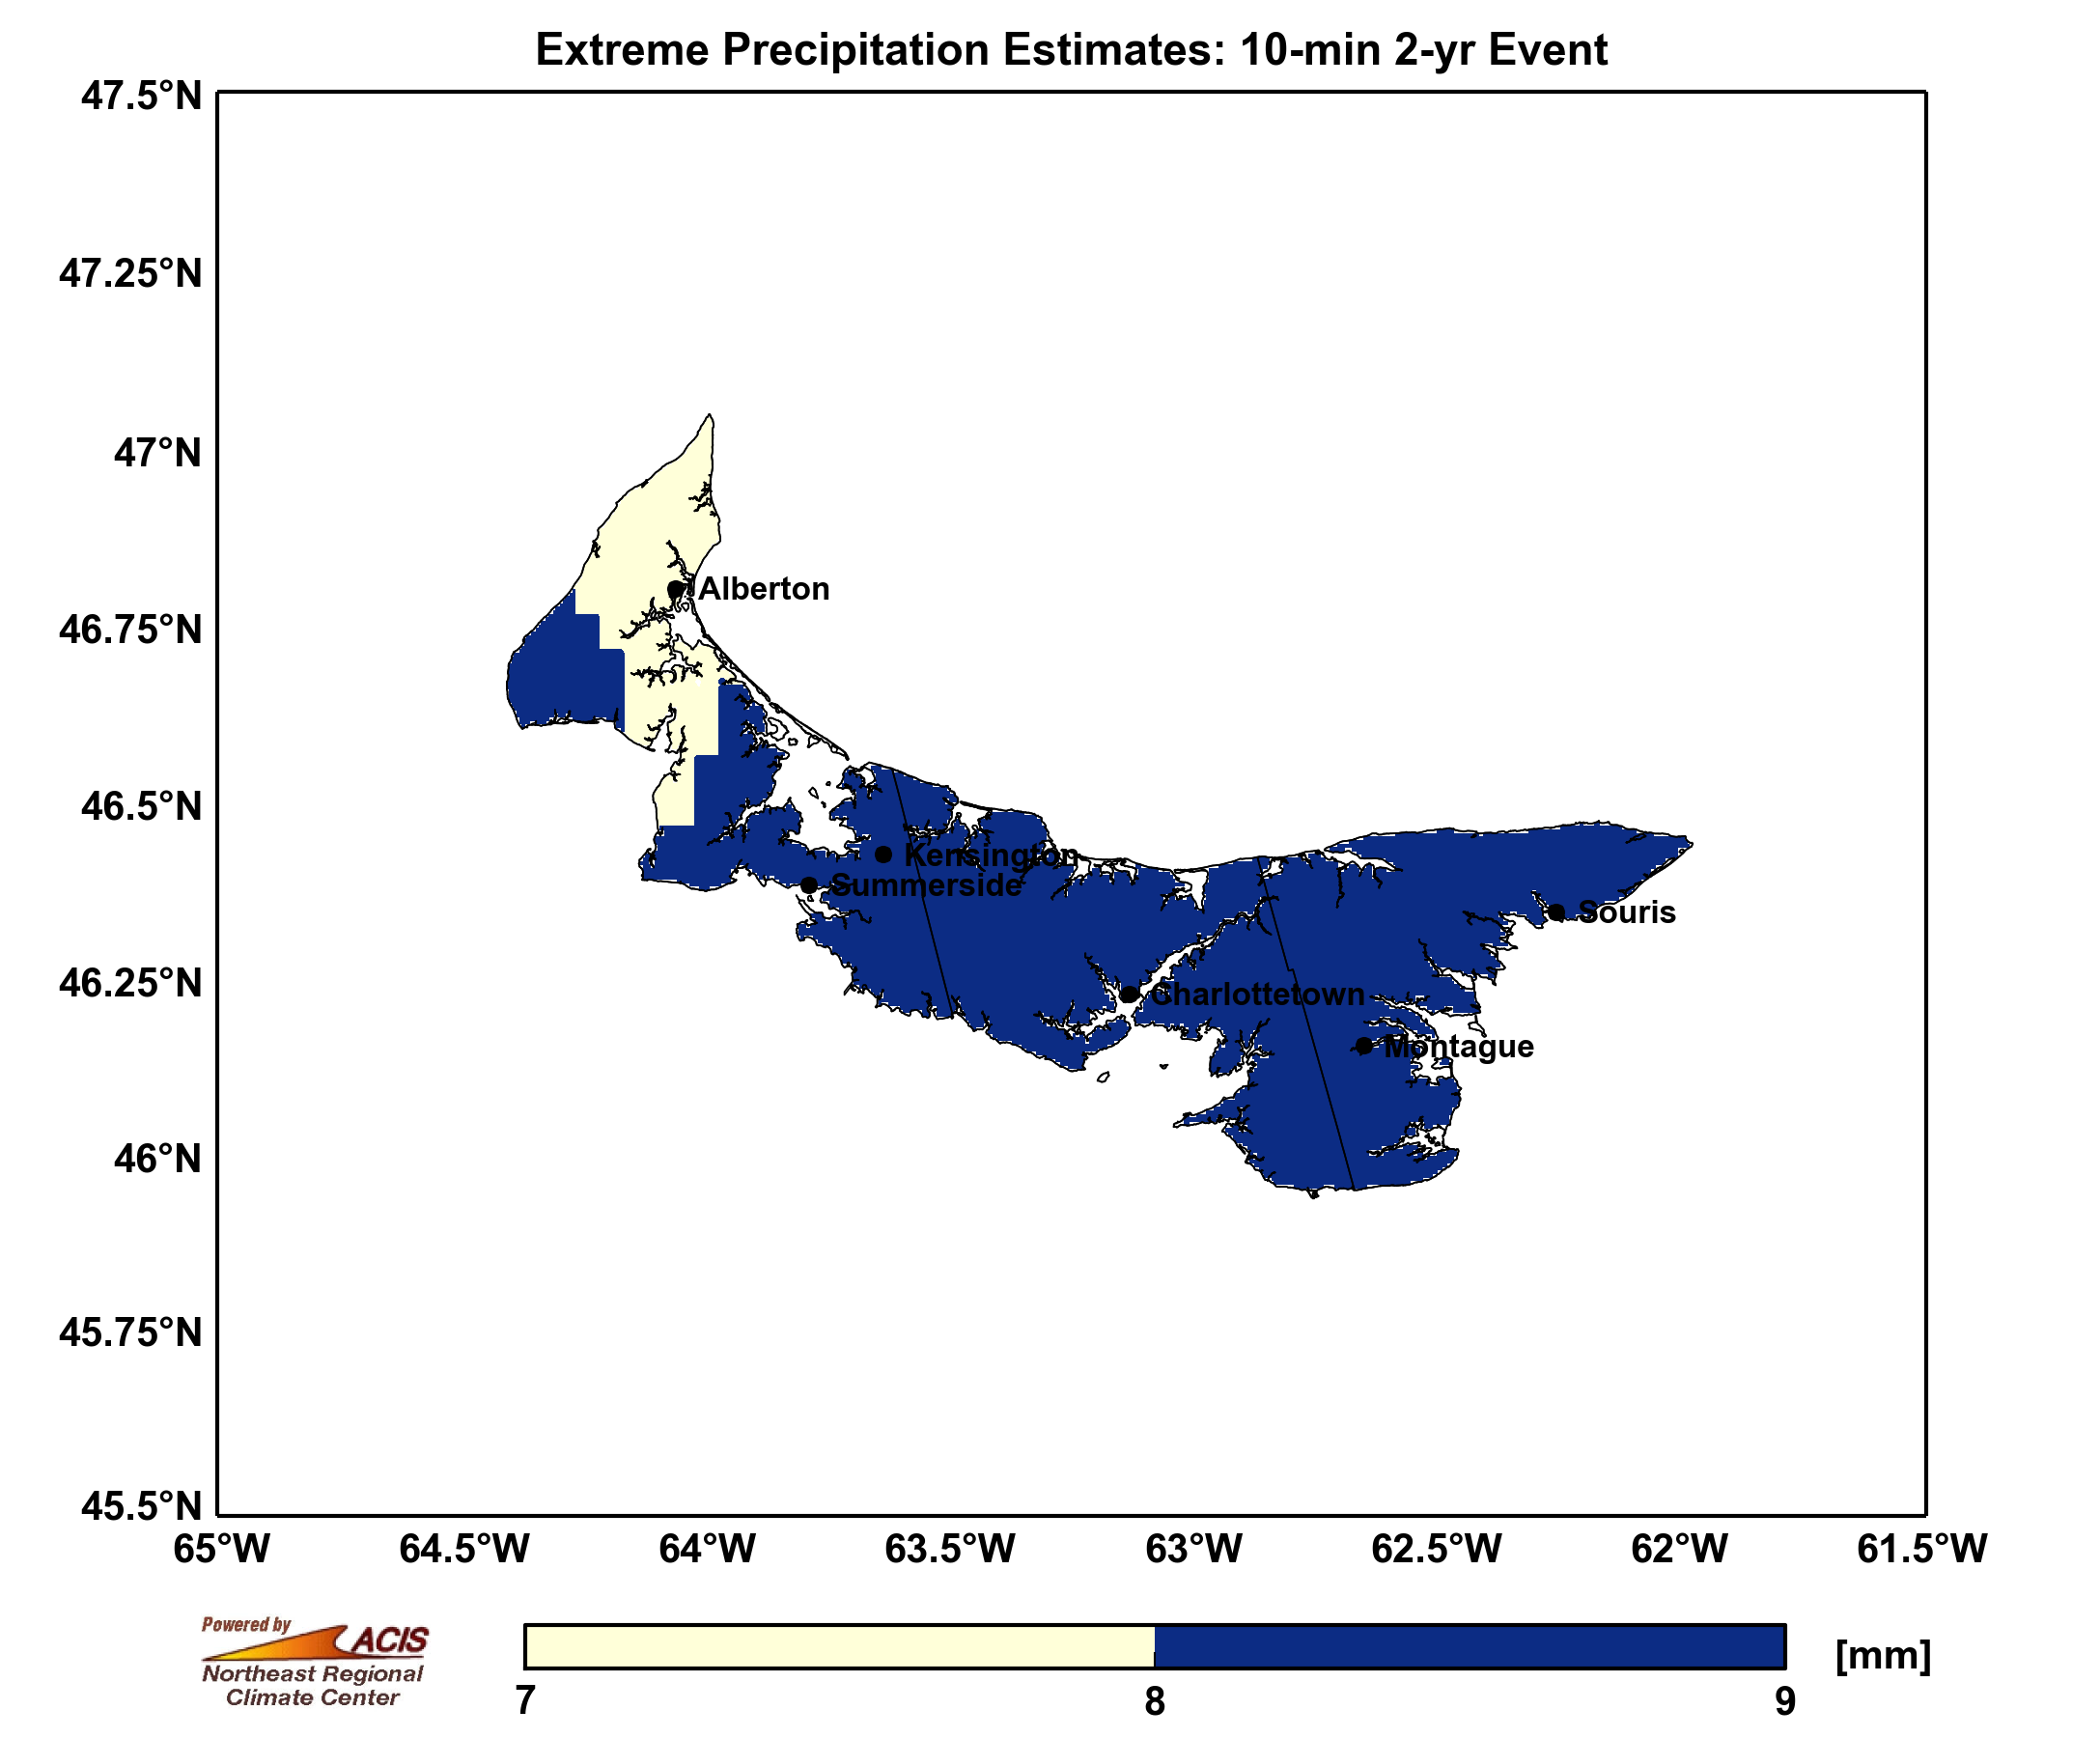 Extreme Precipitation Estimates: 10-min 2-yr Event
47.5°N
47.25°N
47°N
46.75°N
46.5°N
46.25°N
46°N
45.75°N
45.5°N
Alberton
Kensington
Summerside
Souris
Charlottetown
Montague
65°W 64.5°W 64°W 63.5°W 63°W 62.5°W 62°W 61.5°W
Powered by
ACIS
Northeast Regional
Climate Center
[mm]
7 8 9